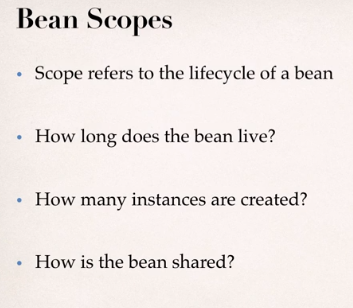 Bean Scopes
• Scope refers to the lifecycle of a bean
• How long does the bean live?
• How many instances are created?
• How is the bean shared?